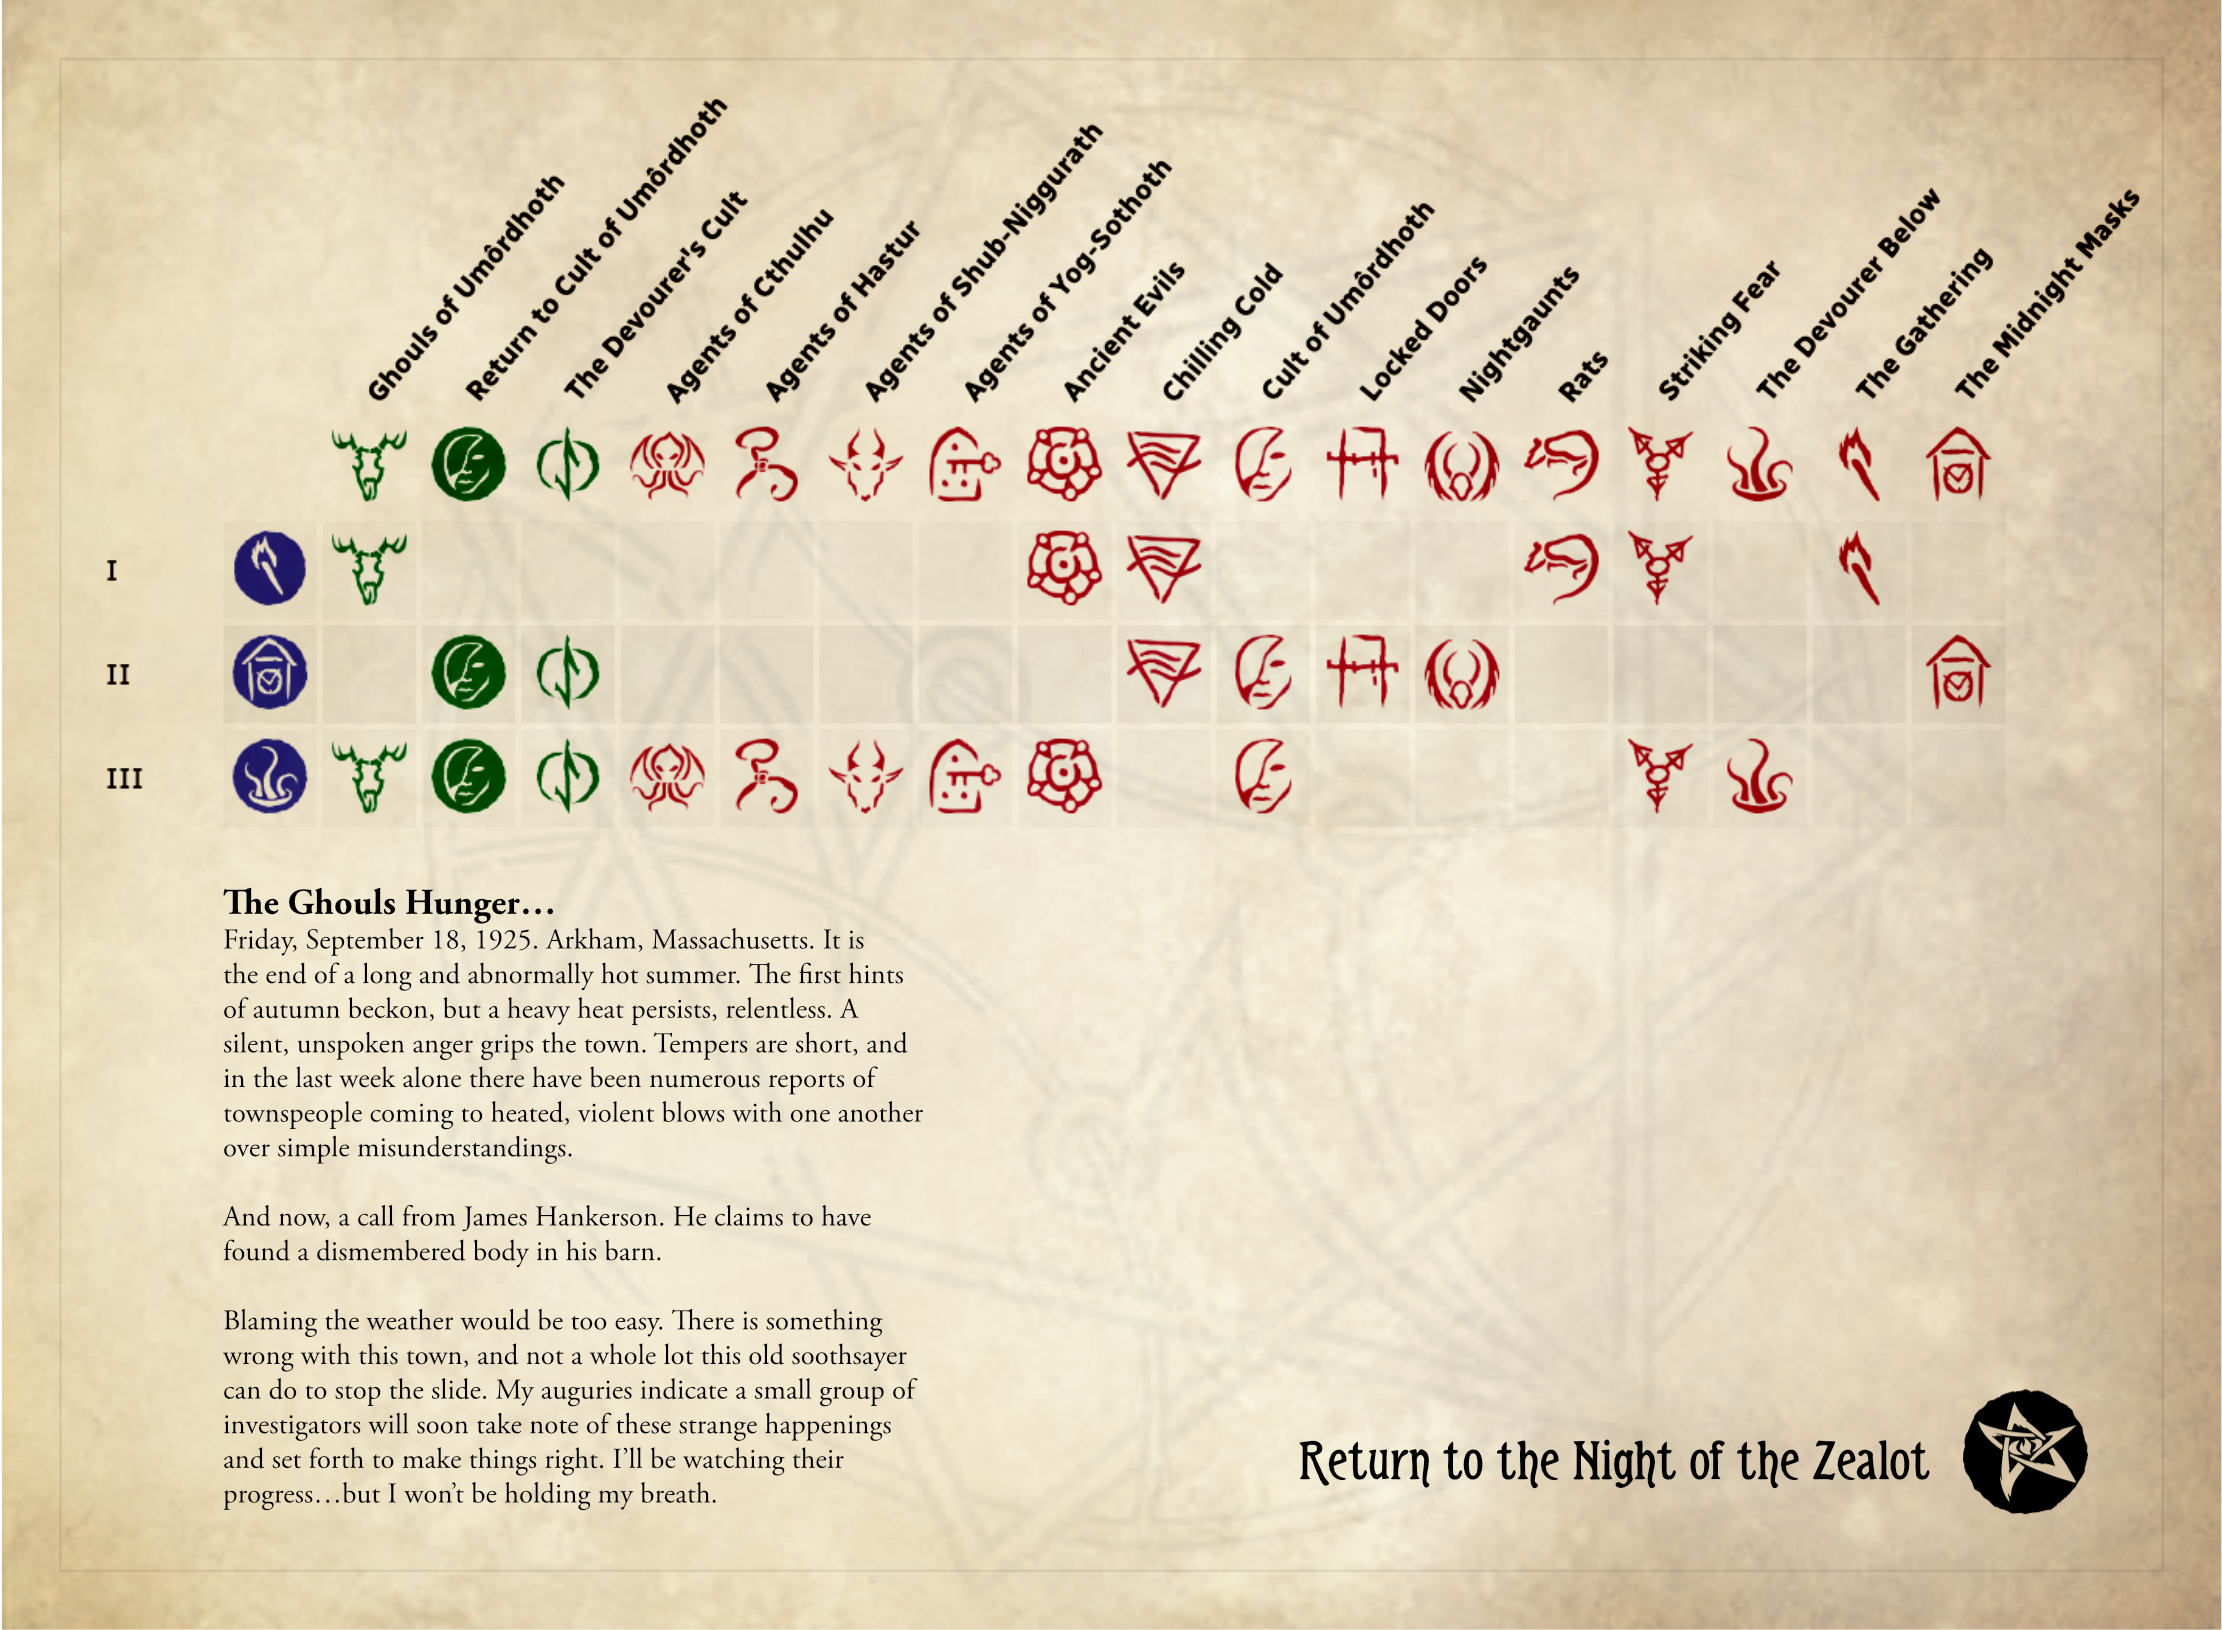 Ghouls of Umôrdhoth
Return to Cult of Umôrdhoth
The Devourer's Cult
Agents of Cthulhu
Agents of Hastur
Agents of Shub-Niggurath
Agents of Yog-Sothoth
Ancient Evils
Chilling Cold
Cult of Umôrdhoth
Locked Doors
Nightgaunts
Rats
Striking Fear
The Devourer Below
The Gathering
The Midnight Masks
I
II
III
The Ghouls Hunger…
Friday, September 18, 1925. Arkham, Massachusetts. It is
the end of a long and abnormally hot summer. The first hints
of autumn beckon, but a heavy heat persists, relentless. A
silent, unspoken anger grips the town. Tempers are short, and
in the last week alone there have been numerous reports of
townspeople coming to heated, violent blows with one another
over simple misunderstandings.
And now, a call from James Hankerson. He claims to have
found a dismembered body in his barn.
Blaming the weather would be too easy. There is something
wrong with this town, and not a whole lot this old soothsayer
can do to stop the slide. My auguries indicate a small group of
investigators will soon take note of these strange happenings
and set forth to make things right. I’ll be watching their
progress…but I won’t be holding my breath.
Return to the Night of the Zealot